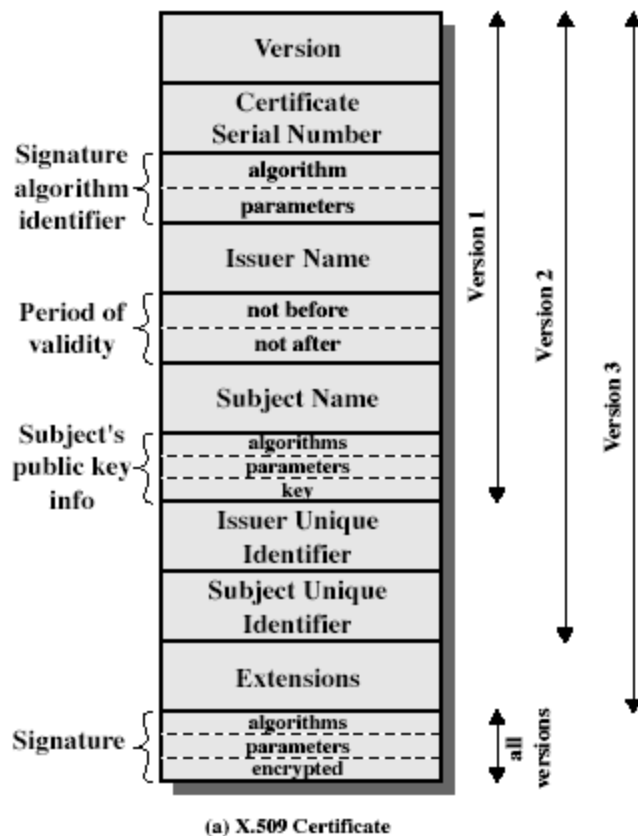 Version
Certificate
Serial Number
Signature
algorithm
identifier
algorithm
parameters
Issuer Name
Period of
validity
not before
not after
Subject Name
Subject's
public key
info
algorithms
parameters
key
Issuer Unique
Identifier
Subject Unique
Identifier
Extensions
Signature
algorithms
parameters
encrypted
Version 1
Version 2
Version 3
all
versions
(a) X.509 Certificate